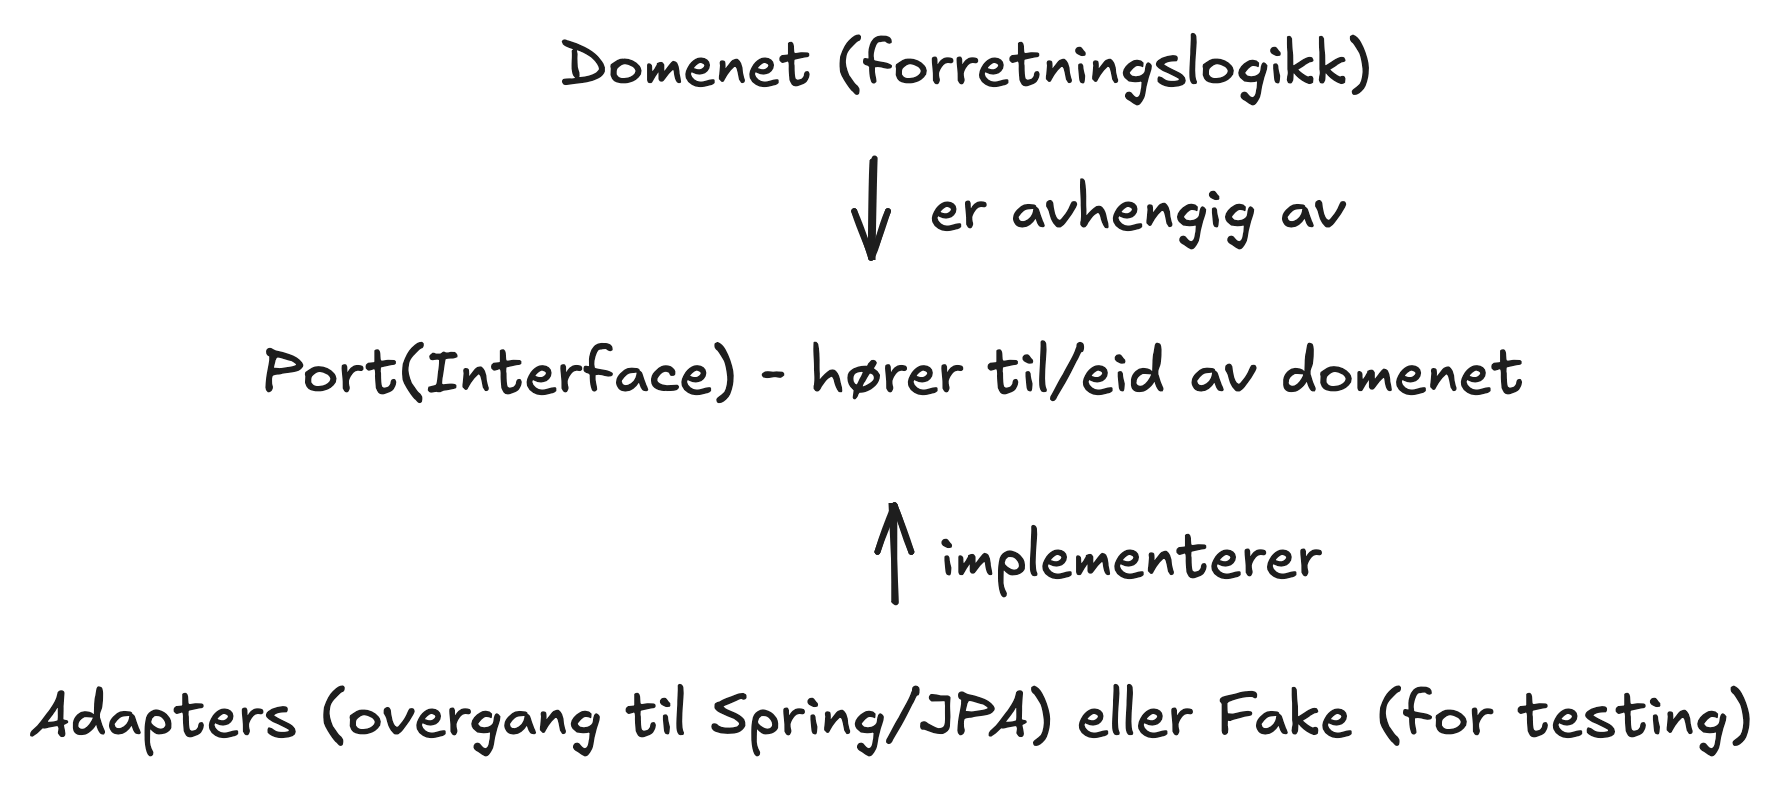 Domenet (forretningslogikk)
er avhengig av
Port(Interface) - hører til/eid av domenet
implementerer
Adapters (overgang til Spring/JPA) eller Fake (for testing)